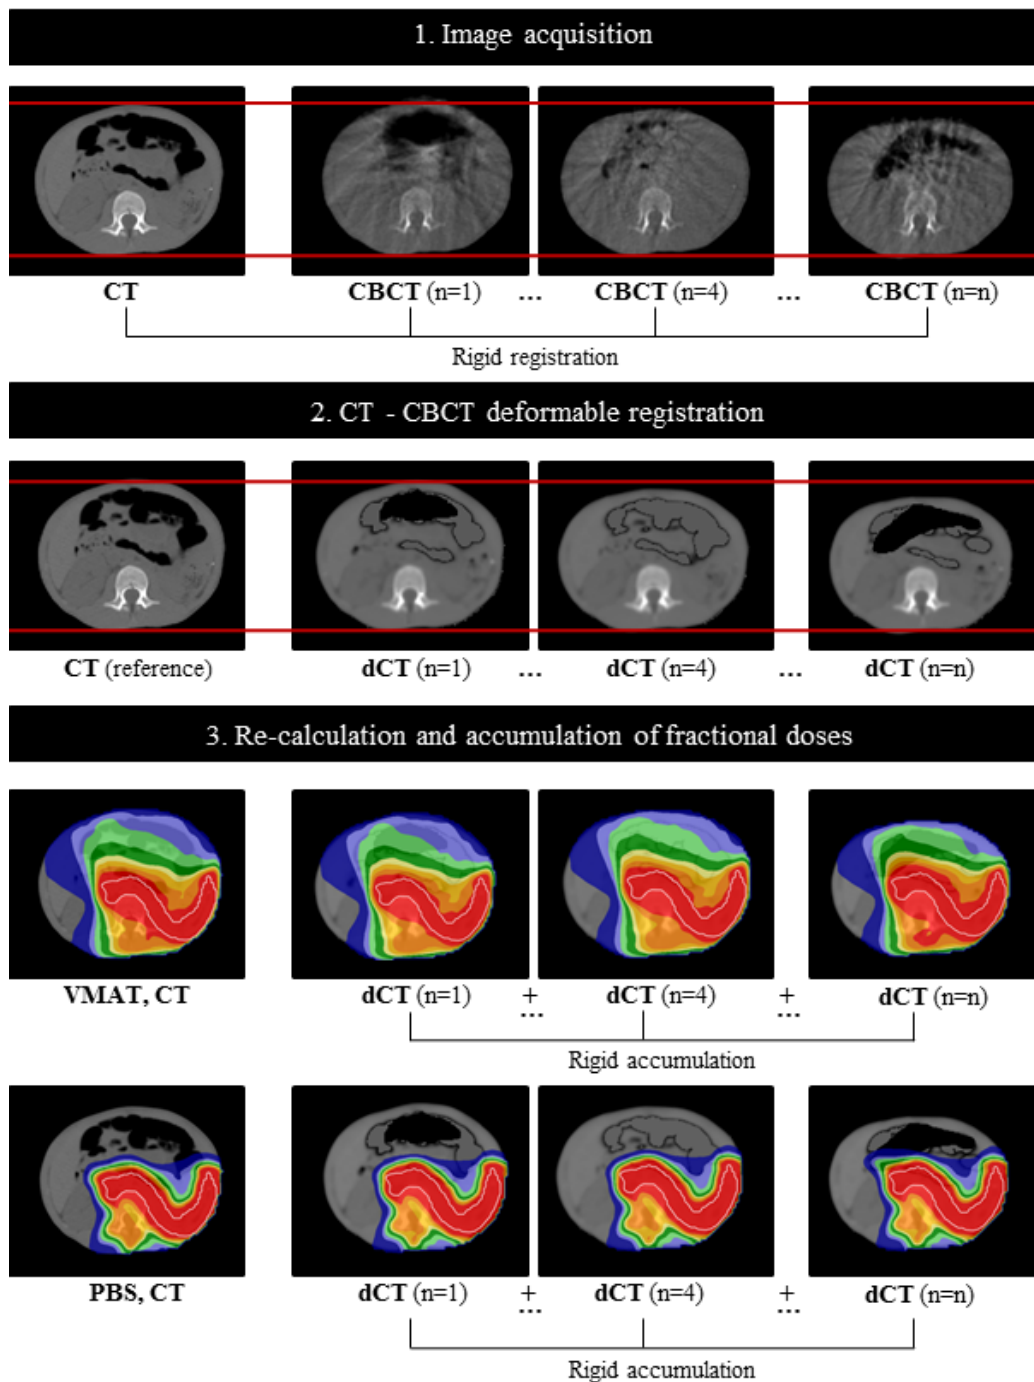 1. Image acquisition
CT CBCT (n=1) ... CBCT (n=4) ... CBCT (n=n)
Rigid registration
2. CT - CBCT deformable registration
CT (reference) dCT (n=1) ... dCT (n=4) ... dCT (n=n)
3. Re-calculation and accumulation of fractional doses
VMAT, CT dCT (n=1) + ... dCT (n=4) + ... dCT (n=n)
Rigid accumulation
PBS, CT dCT (n=1) + ... dCT (n=4) + ... dCT (n=n)
Rigid accumulation